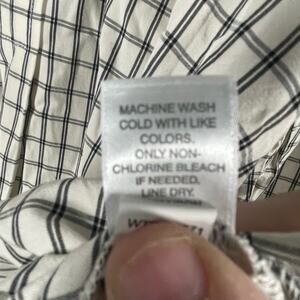 MACHINE WASH
COLD WITH LIKE
COLORS.
ONLY NON-
CHLORINE BLEACH
IF NEEDED.
LINE DRY.